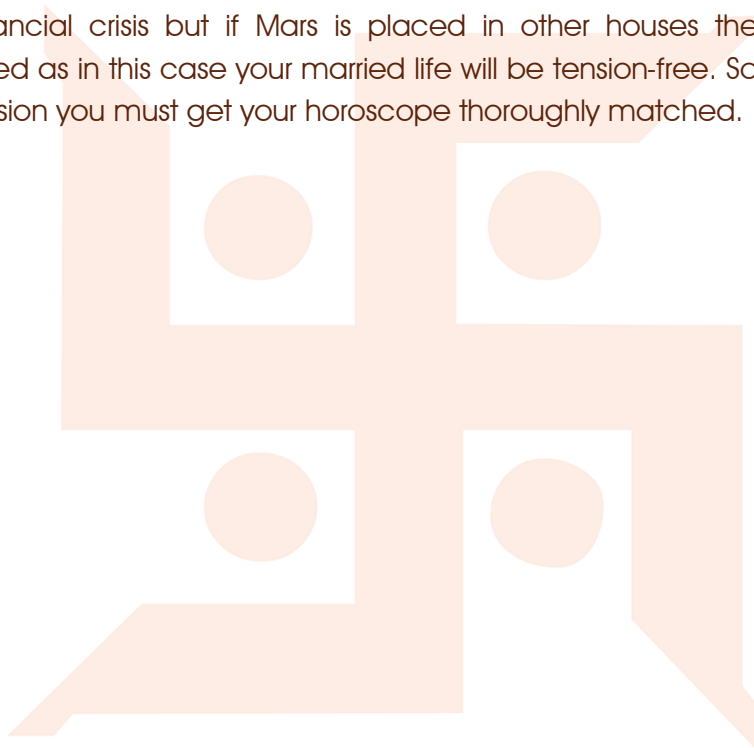 ancial crisis but if Mars is placed in other houses the
ed as in this case your married life will be tension-free. So
sion you must get your horoscope thoroughly matched.